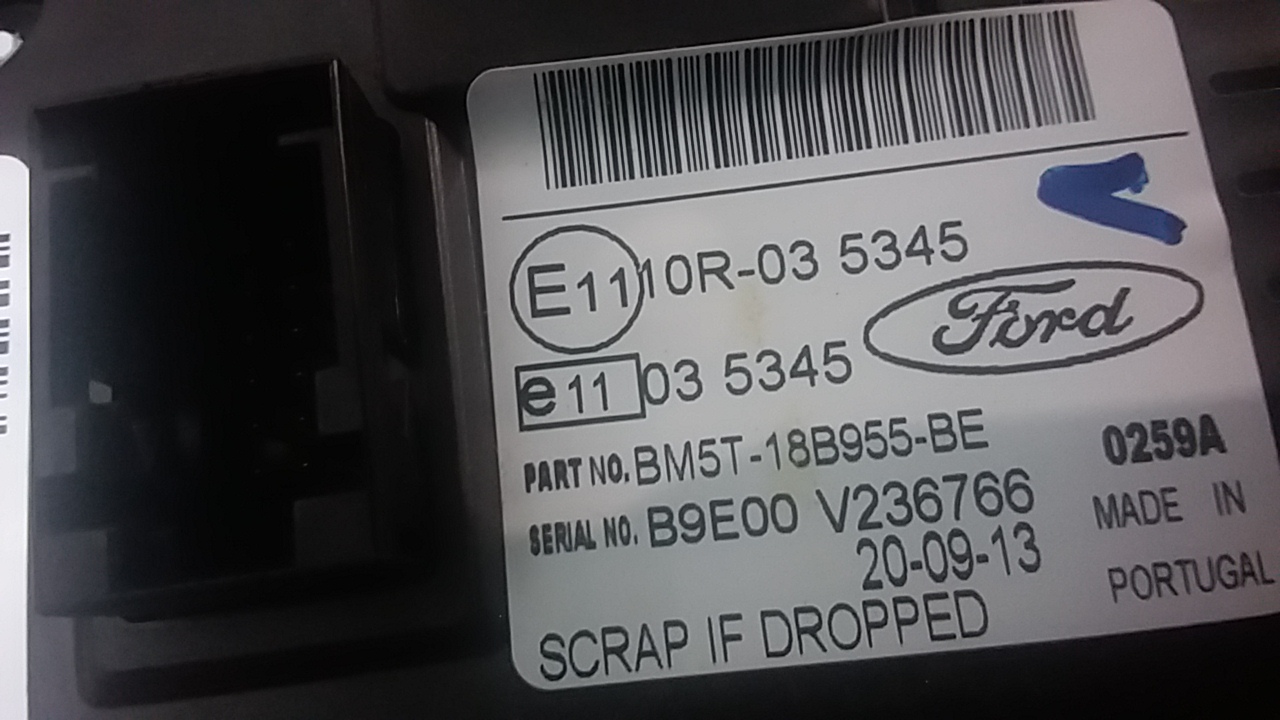 E11 10R-03 5345
Ford
e11 03 5345
PART NO. BM5T-18B955-BE
0259A
SERIAL NO. B9E00 V236766
MADE IN
20-09-13
PORTUGAL
SCRAP IF DROPPED